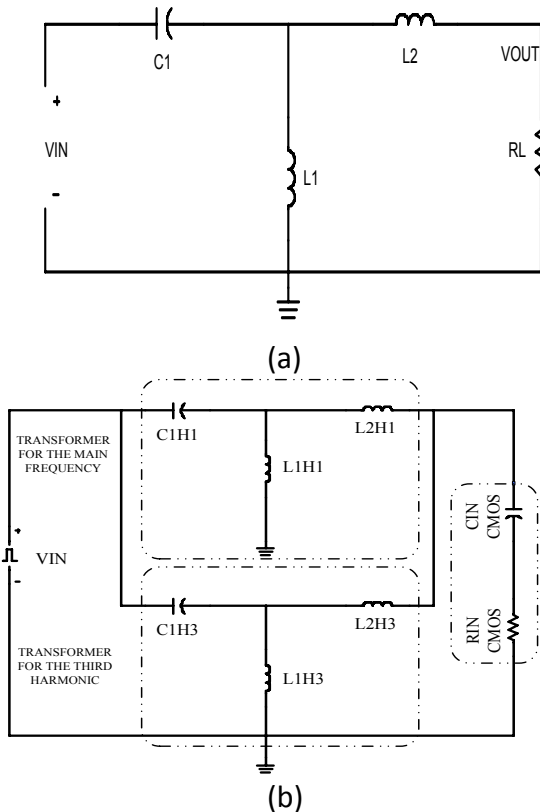 C1
L2
VOUT
+
VIN
-
RL
L1
(a)
C1H1
L2H1
TRANSFORMER
FOR THE MAIN
FREQUENCY
L1H1
CIN
CMOS
+
VIN
-
C1H3
L2H3
RIN
CMOS
TRANSFORMER
FOR THE THIRD
HARMONIC
L1H3
(b)